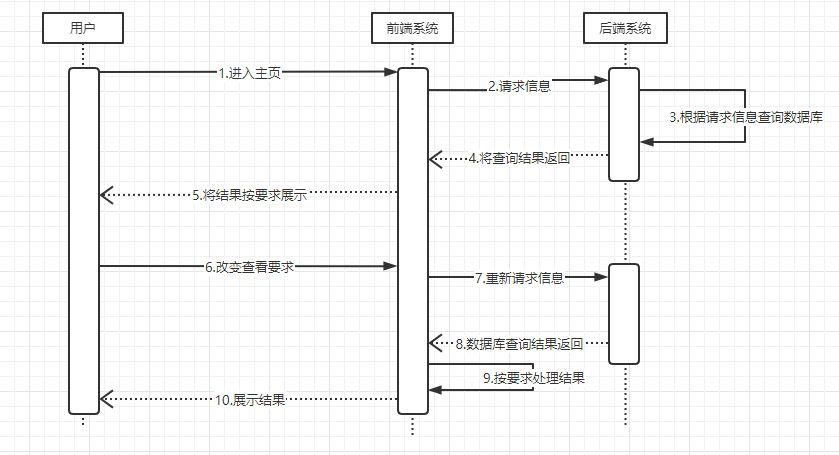 用户
前端系统
后端系统
1.进入主页
2.请求信息
3.根据请求信息查询数据库
4.将查询结果返回
5.将结果按要求展示
6.改变查看要求
7.重新请求信息
8.数据库查询结果返回
9.按要求处理结果
10.展示结果